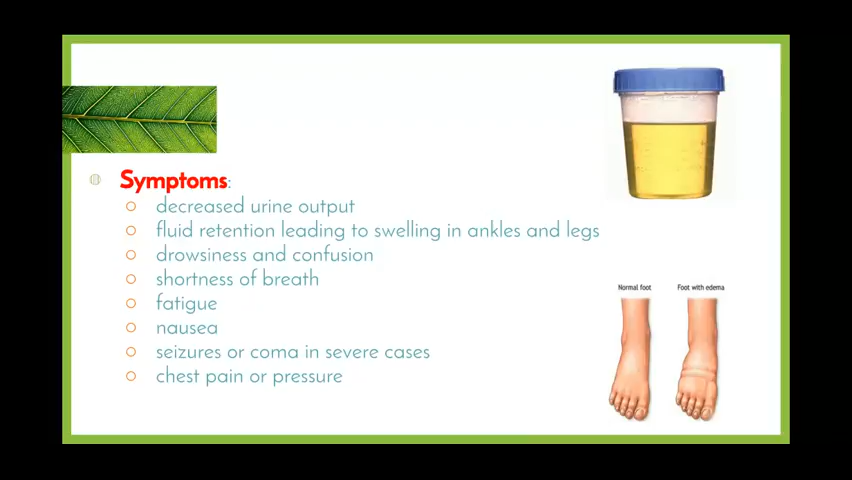 Symptoms:
decreased urine output
fluid retention leading to swelling in ankles and legs
drowsiness and confusion
shortness of breath
fatigue
nausea
seizures or coma in severe cases
chest pain or pressure
Normal foot
Foot with edema